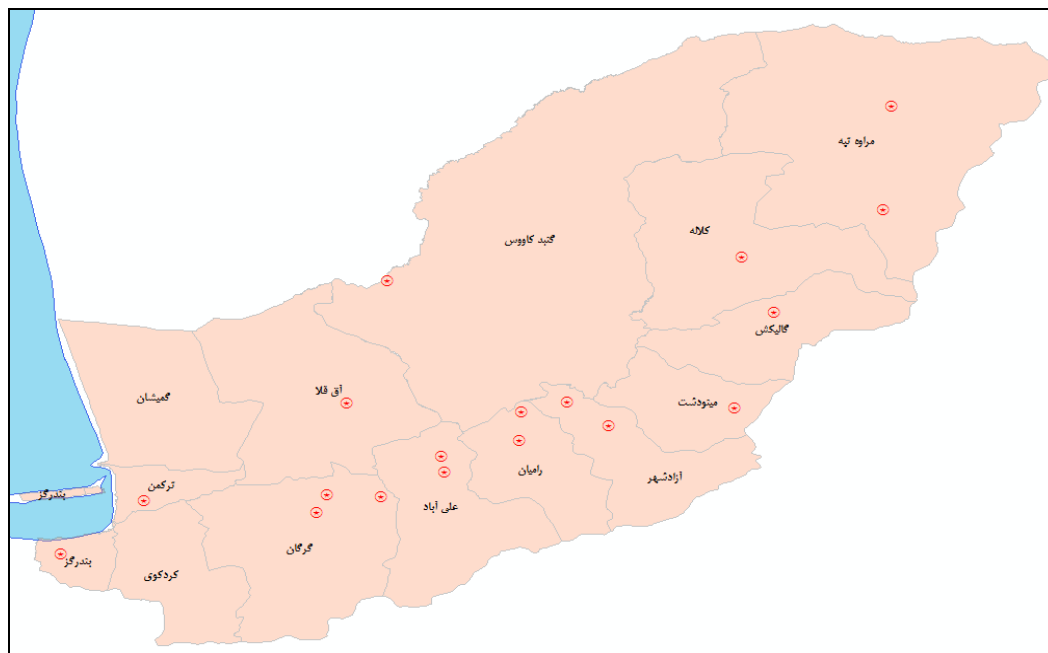 مراوه تپه
کلاله
گنبد کاووس
گالیکش
گمیشان
آق قلا
مینودشت
رامیان
آزادشهر
بندرگز
ترکمن
علی آباد
گرگان
بندرگز
کردکوی